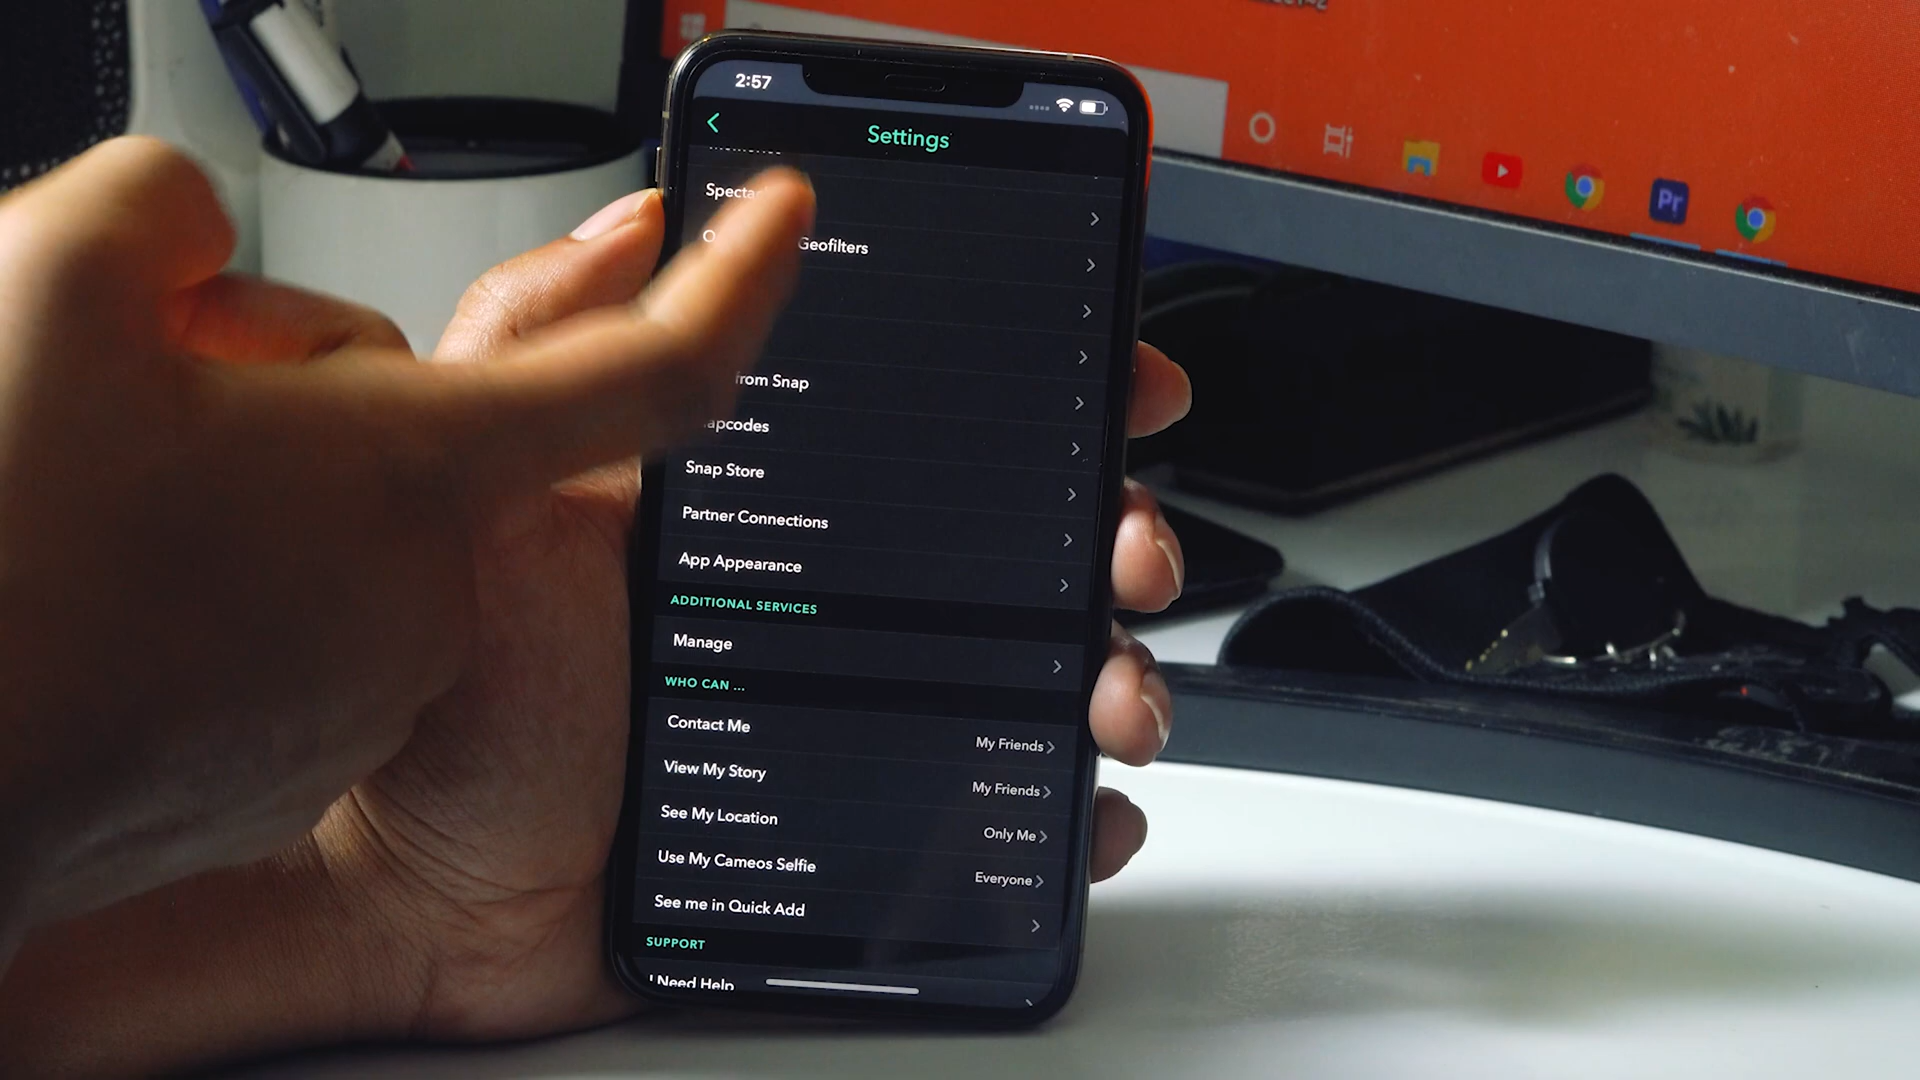 2:57
Settings
Geofilters
from Snap
Snap Store
Partner Connections
App Appearance
ADDITIONAL SERVICES
Manage
WHO CAN ...
Contact Me
My Friends
View My Story
My Friends
See My Location
Only Me
Use My Cameos Selfie
Everyone
See me in Quick Add
SUPPORT
I Need Help
Pr